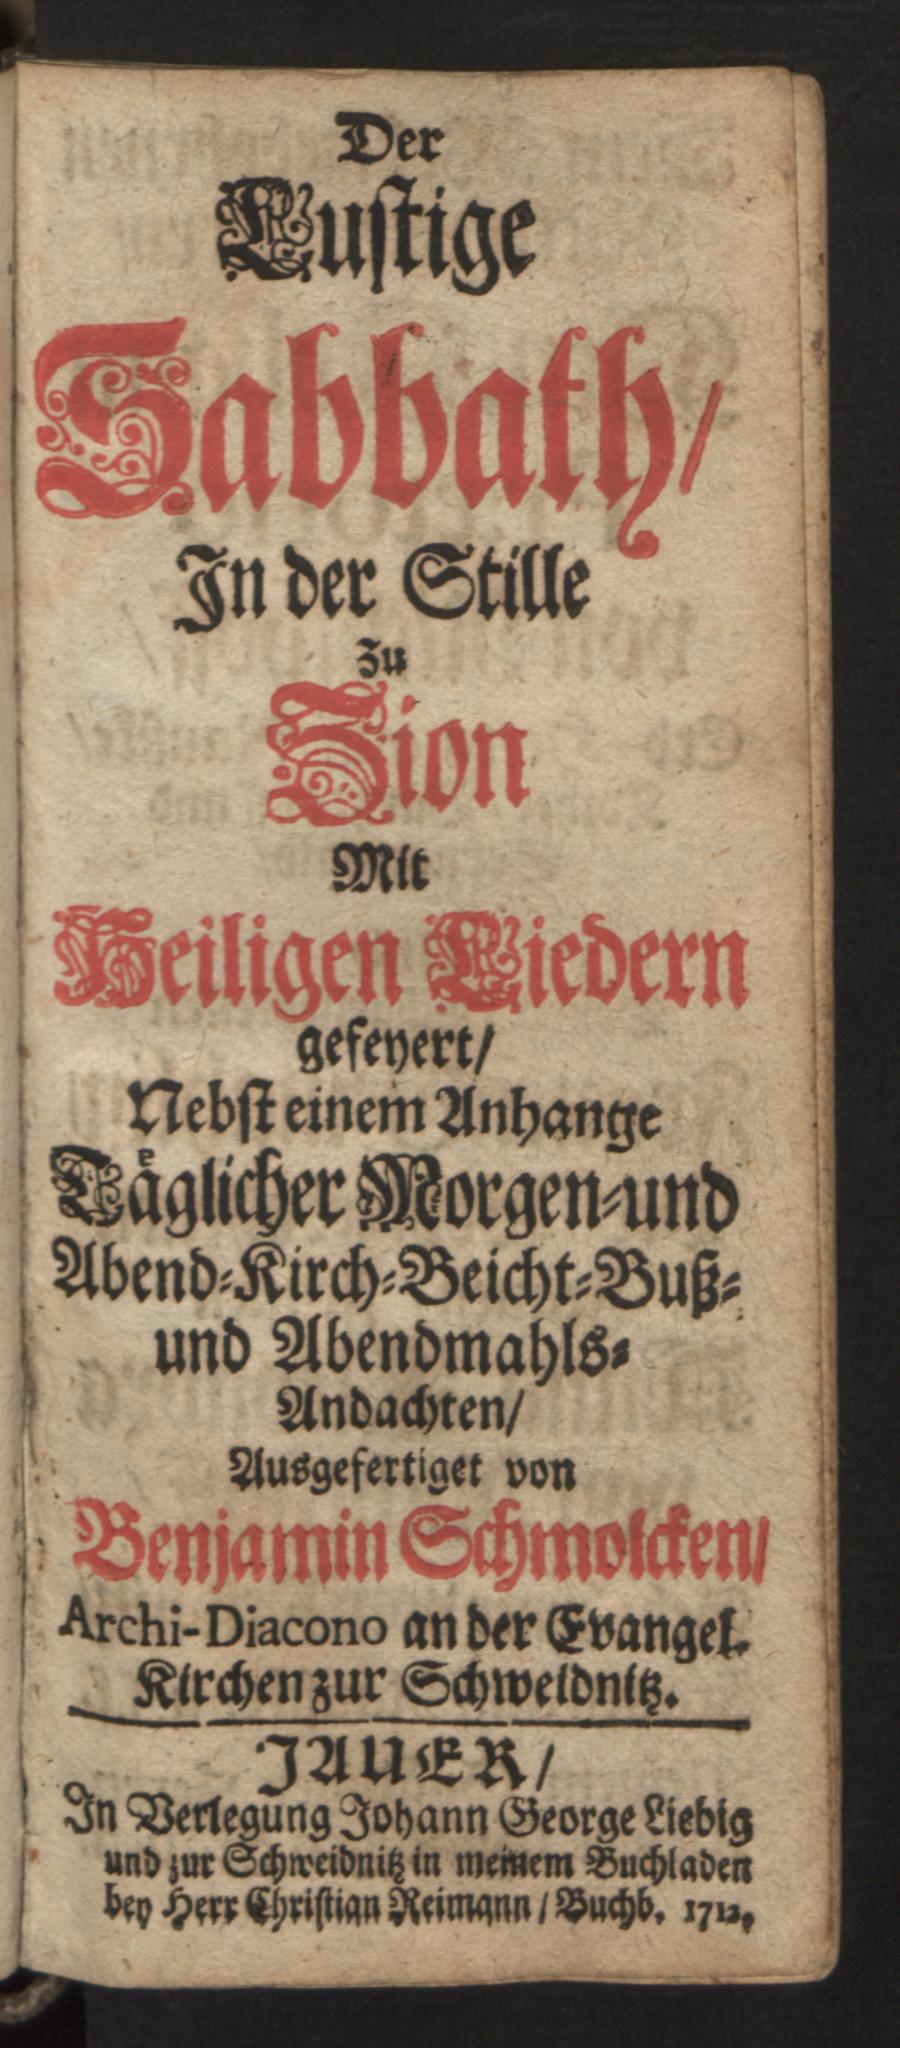 Der
Lustige
Sabbath/
In der Stille
zu
Zion
Mit
Heiligen Liedern
gefeyert/
Nebst einem Anhange
Täglicher Morgen-und
Abend-Kirch-Beicht-Buß-
und Abendmahls-
Andachten/
Ausgefertiget von
Benjamin Schmolcken/
Archi-Diacono an der Evangel.
Kirchen zur Schweidnitz.
JAUER/
In Verlegung Johann George Liebig
und zur Schweidnitz in meinem Buchladen
bey Herr Christian Reimann/ Buchb. 1712.